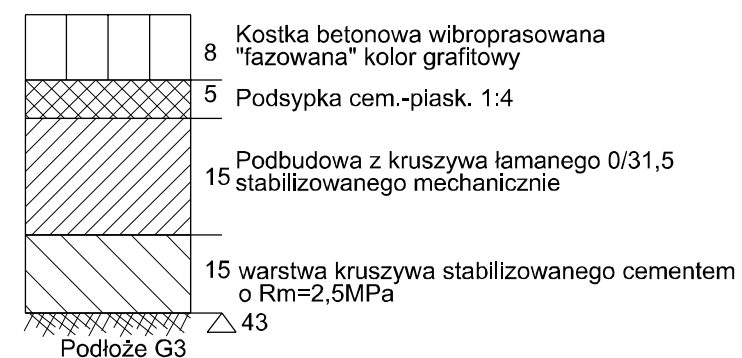 Kostka betonowa wibroprasowana
8 "fazowana" kolor grafitowy
5 Podsypka cem.-piask. 1:4
Podbudowa z kruszywa łamanego 0/31,5
15 stabilizowanego mechanicznie
15 warstwa kruszywa stabilizowanego cementem
o Rm=2,5MPa
43
Podłoże G3